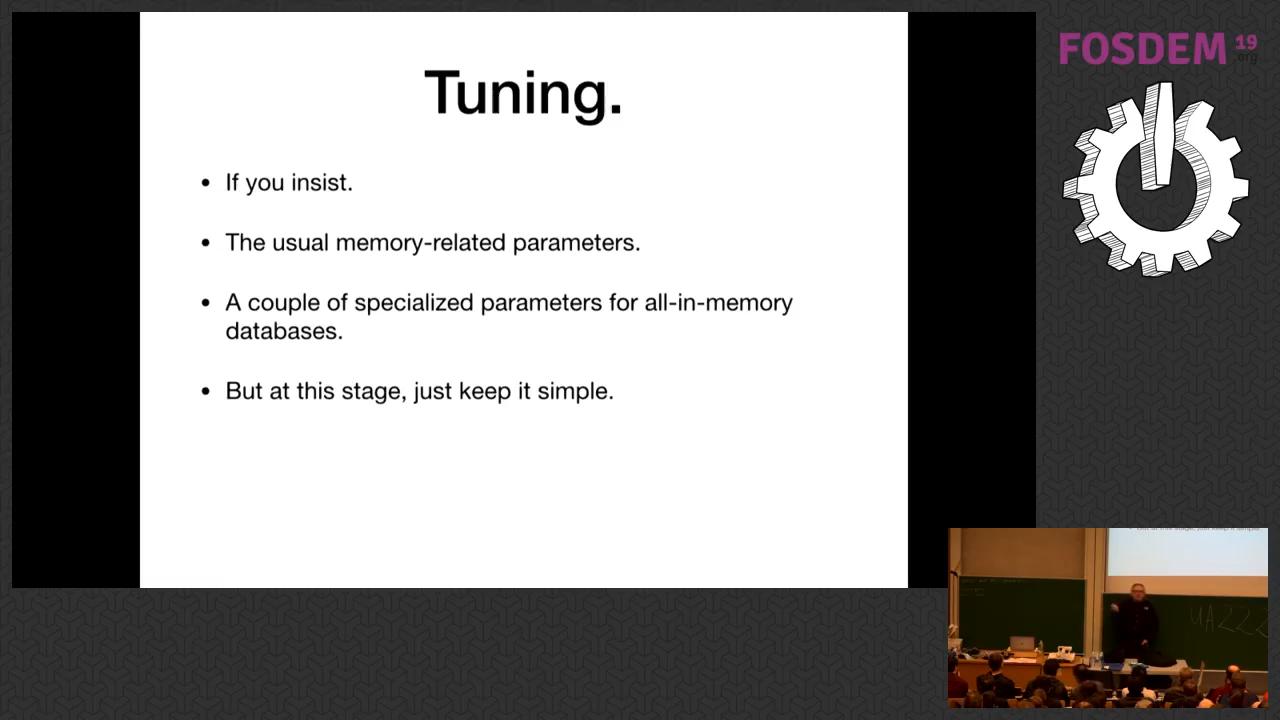 FOSDEM 19
.org
Tuning.
• If you insist.
• The usual memory-related parameters.
• A couple of specialized parameters for all-in-memory
databases.
• But at this stage, just keep it simple.